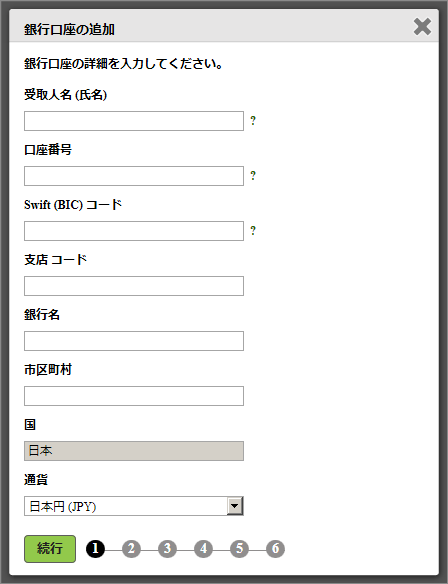 銀行口座の追加
銀行口座の詳細を入力してください。
受取人名 (氏名)
?
口座番号
?
Swift (BIC) コード
?
支店 コード
銀行名
市区町村
国
日本
通貨
日本円 (JPY)
続行 1 2 3 4 5 6